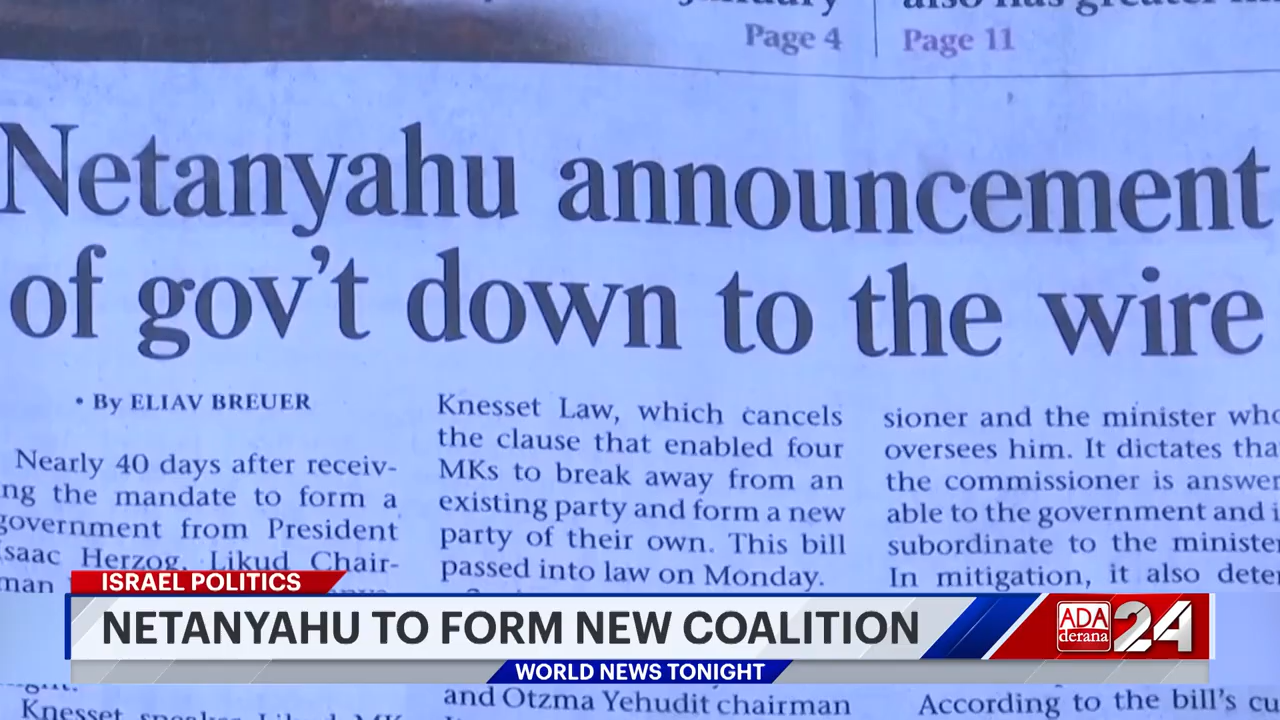 Page 4
Page 11
Netanyahu announcement
of gov't down to the wire
• By ELIAV BREUER
Nearly 40 days after receiv-
ng the mandate to form a
government from President
Isaac Herzog, Likud Chair-
man
Knesset Law, which cancels
the clause that enabled four
MKs to break away from an
existing party and form a new
party of their own. This bill
passed into law on Monday.
and Otzma Yehudit chairman
sioner and the minister who
oversees him. It dictates tha
the commissioner is answer
able to the government and i
subordinate to the minister
In mitigation, it also deter
According to the bill's cu
ISRAEL POLITICS
NETANYAHU TO FORM NEW COALITION
ADA
derana
24
WORLD NEWS TONIGHT